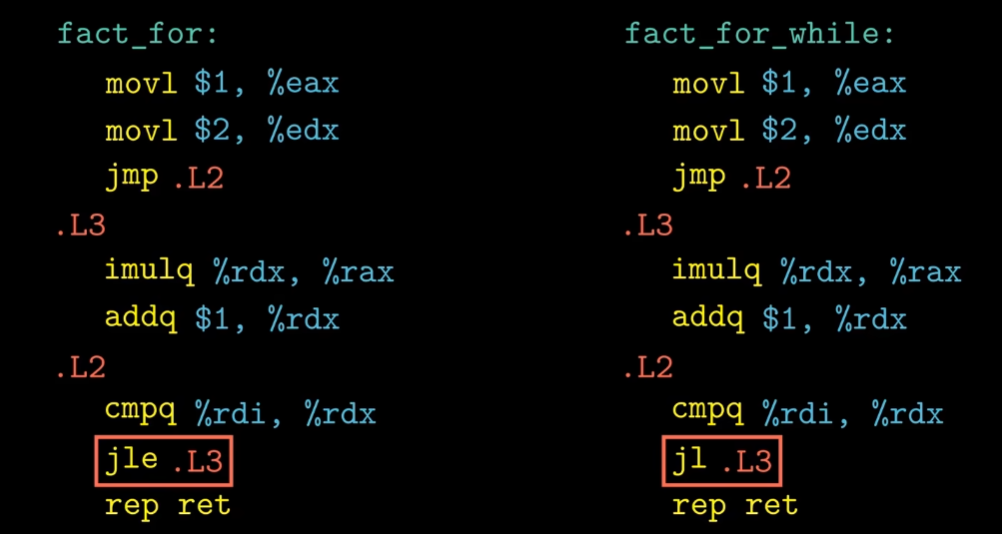 fact_for:
movl $1, %eax
movl $2, %edx
jmp .L2
.L3
imulq %rdx, %rax
addq $1, %rdx
.L2
cmpq %rdi, %rdx
jle .L3
rep ret
fact_for_while:
movl $1, %eax
movl $2, %edx
jmp .L2
.L3
imulq %rdx, %rax
addq $1, %rdx
.L2
cmpq %rdi, %rdx
jl .L3
rep ret